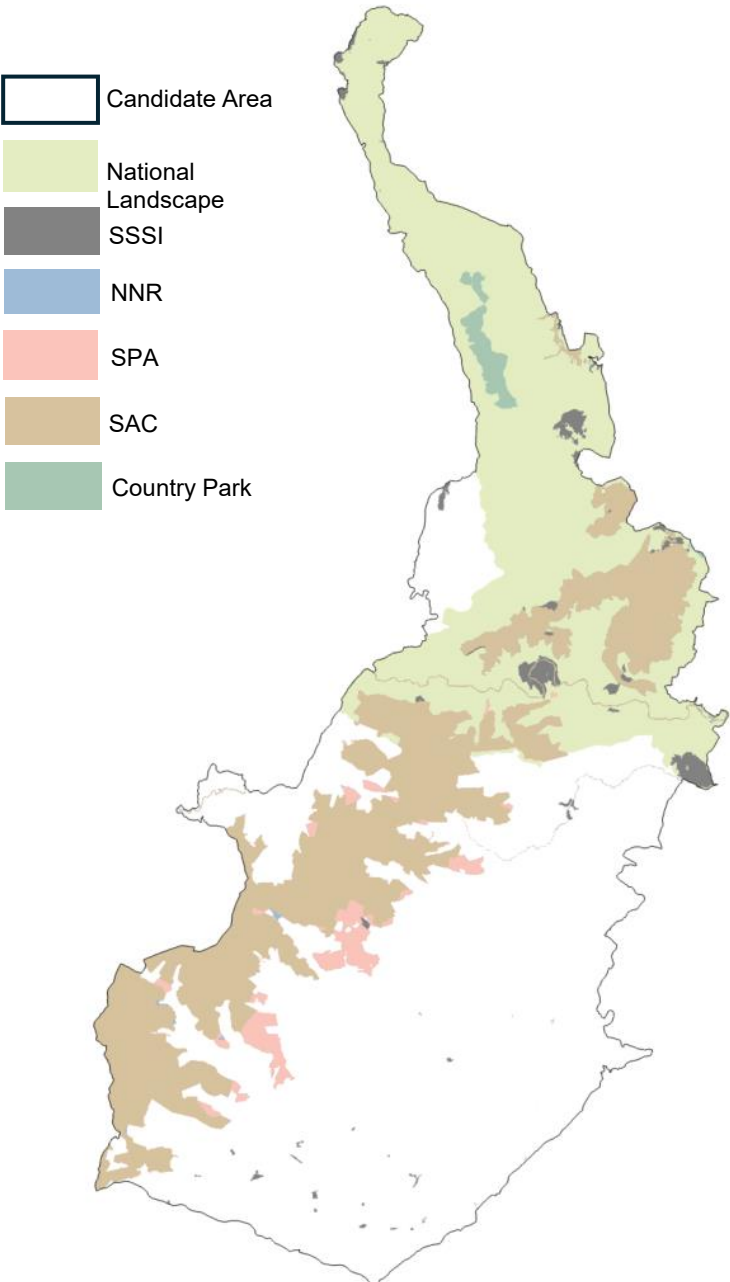 Candidate Area
National
Landscape
SSSI
NNR
SPA
SAC
Country Park